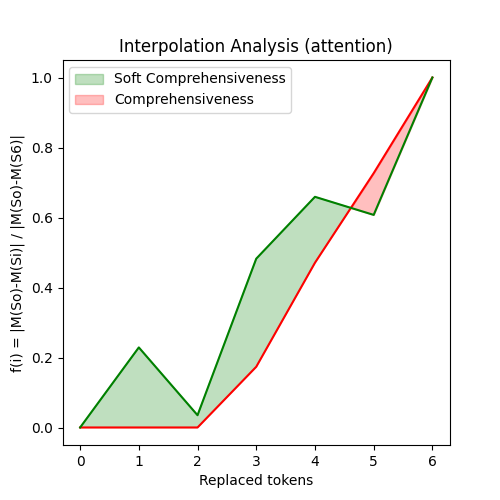 Interpolation Analysis (attention)
Soft Comprehensiveness
Comprehensiveness
f(i) = |M(So)-M(Si)| / |M(So)-M(S6)|
1.0
0.8
0.6
0.4
0.2
0.0
0 1 2 3 4 5 6
Replaced tokens